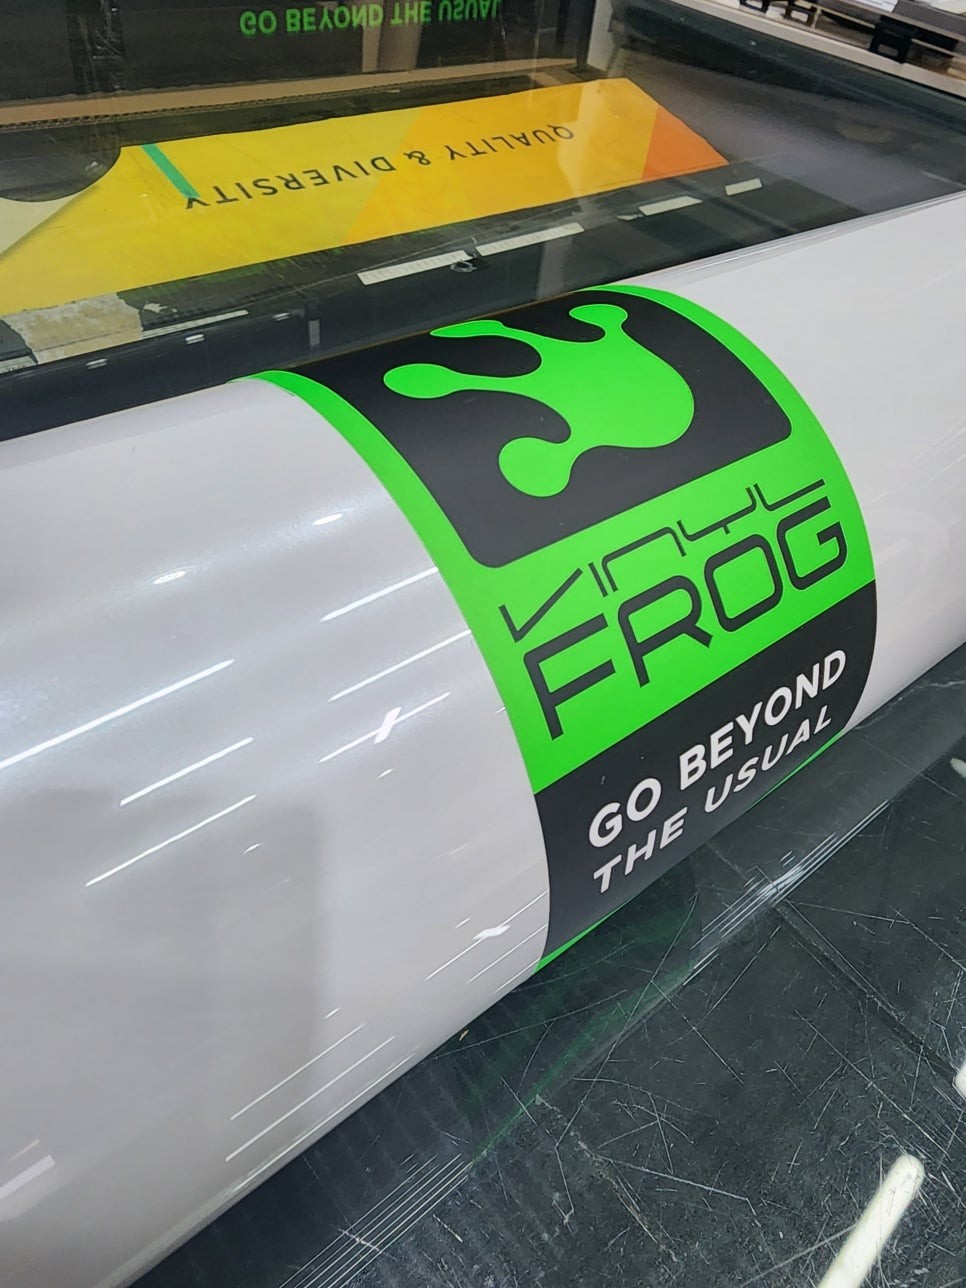 GO BEYOND THE USUAL
QUALITY & DIVERSITY
VINYL
FROG
GO BEYOND
THE USUAL